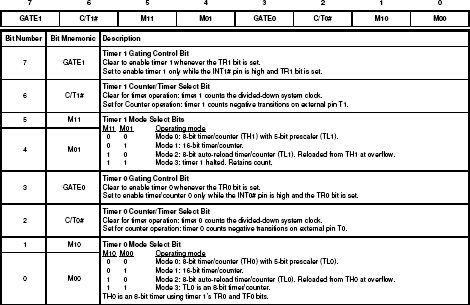 7 6 5 4 3 2 1 0
GATE1 C/T1# M11 M01 GATE0 C/T0# M10 M00
Bit Number Bit Mnemonic Description
7 GATE1 Timer 1 Gating Control Bit
Clear to enable timer 1 whenever the TR1 bit is set.
Set to enable timer 1 only while the INT1# pin is high and TR1 bit is set.
6 C/T1# Timer 1 Counter/Timer Select Bit
Clear for timer operation: timer 1 counts the divided-down system clock.
Set for Counter operation: timer 1 counts negative transitions on external pin T1.
5 M11 Timer 1 Mode Select Bits
M11 M01 Operating mode
0 0 Mode 0: 8-bit timer/counter (TH1) with 5-bit prescaler (TL1).
4 M01 0 1 Mode 1: 16-bit timer/counter.
1 0 Mode 2: 8-bit auto-reload timer/counter (TL1). Reloaded from TH1 at overflow.
1 1 Mode 3: timer 1 halted. Retains count.
3 GATE0 Timer 0 Gating Control Bit
Clear to enable timer 0 whenever the TR0 bit is set.
Set to enable timer/counter 0 only while the INT0# pin is high and the TR0 bit is set.
2 C/T0# Timer 0 Counter/Timer Select Bit
Clear for timer operation: timer 0 counts the divided-down system clock.
Set for counter operation: timer 0 counts negative transitions on external pin T0.
1 M10 Timer 0 Mode Select Bit
M10 M00 Operating mode
0 0 Mode 0: 8-bit timer/counter (TH0) with 5-bit prescaler (TL0).
0 1 Mode 1: 16-bit timer/counter.
0 M00 1 0 Mode 2: 8-bit auto-reload timer/counter (TL0). Reloaded from TH0 at overflow.
1 1 Mode 3: TL0 is an 8-bit timer/counter.
TH0 is an 8-bit timer using timer 1's TR0 and TF0 bits.